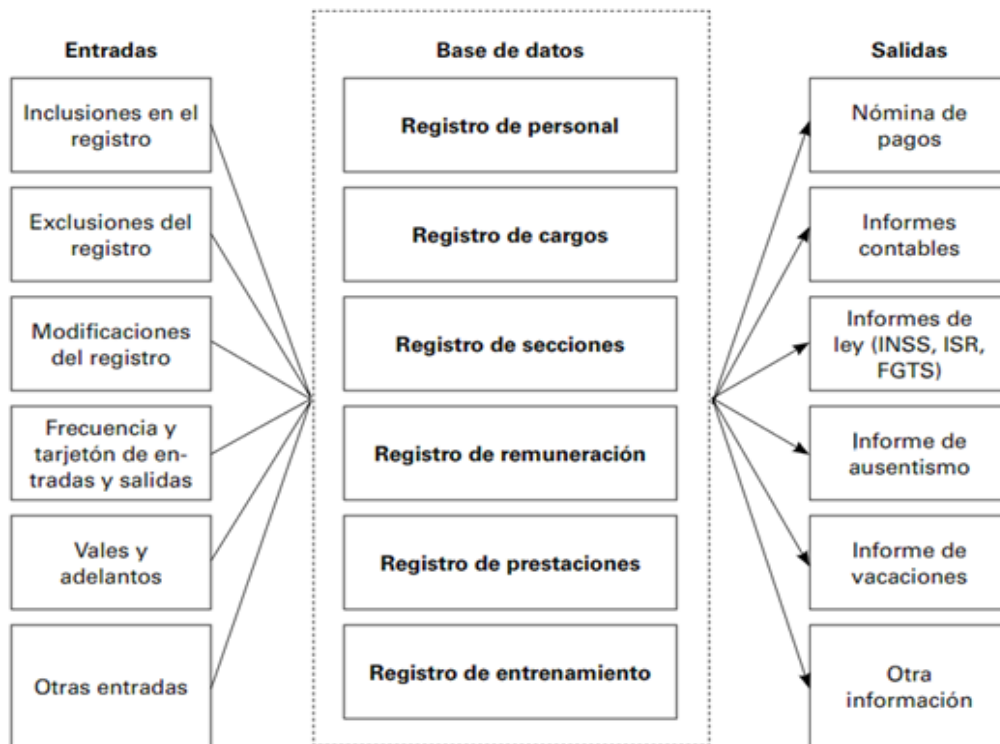 Entradas
Inclusiones en el
registro
Exclusiones del
registro
Modificaciones
del registro
Frecuencia y
tarjetón de en-
tradas y salidas
Vales y
adelantos
Otras entradas
Base de datos
Registro de personal
Registro de cargos
Registro de secciones
Registro de remuneración
Registro de prestaciones
Registro de entrenamiento
Salidas
Nómina de
pagos
Informes
contables
Informes de
ley (INSS, ISR,
FGTS)
Informe de
ausentismo
Informe de
vacaciones
Otra
información